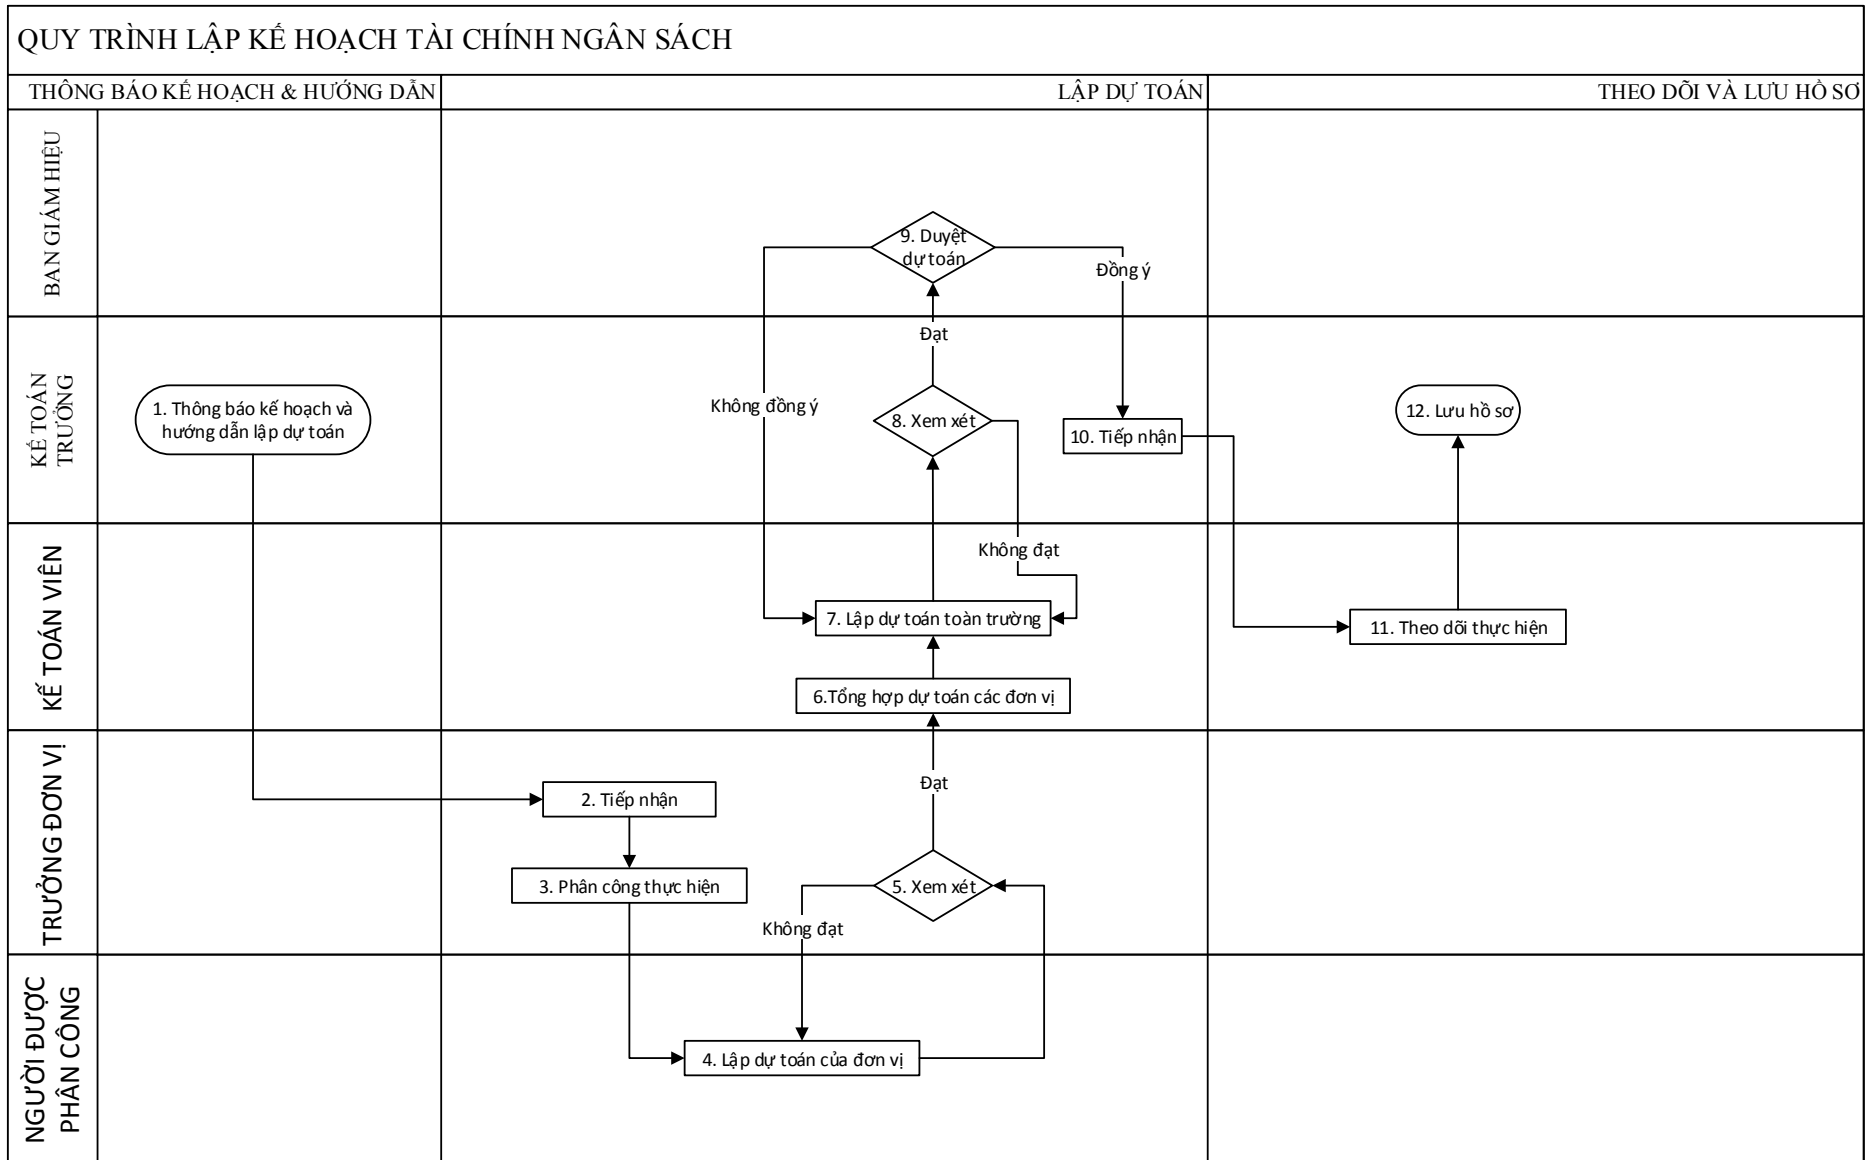 QUY TRÌNH LẬP KẾ HOẠCH TÀI CHÍNH NGÂN SÁCH
THÔNG BÁO KẾ HOẠCH & HƯỚNG DẪN
LẬP DỰ TOÁN
THEO DÕI VÀ LƯU HỒ SƠ
BAN GIÁM HIỆU
9. Duyệt
dự toán
Đồng ý
Đạt
Không đồng ý
KẾ TOÁN
TRƯỞNG
1. Thông báo kế hoạch và
hướng dẫn lập dự toán
8. Xem xét
10. Tiếp nhận
12. Lưu hồ sơ
KẾ TOÁN VIÊN
Không đạt
7. Lập dự toán toàn trường
11. Theo dõi thực hiện
6.Tổng hợp dự toán các đơn vị
TRƯỞNG ĐƠN VỊ
Đạt
2. Tiếp nhận
3. Phân công thực hiện
5. Xem xét
Không đạt
NGƯỜI ĐƯỢC
PHÂN CÔNG
4. Lập dự toán của đơn vị